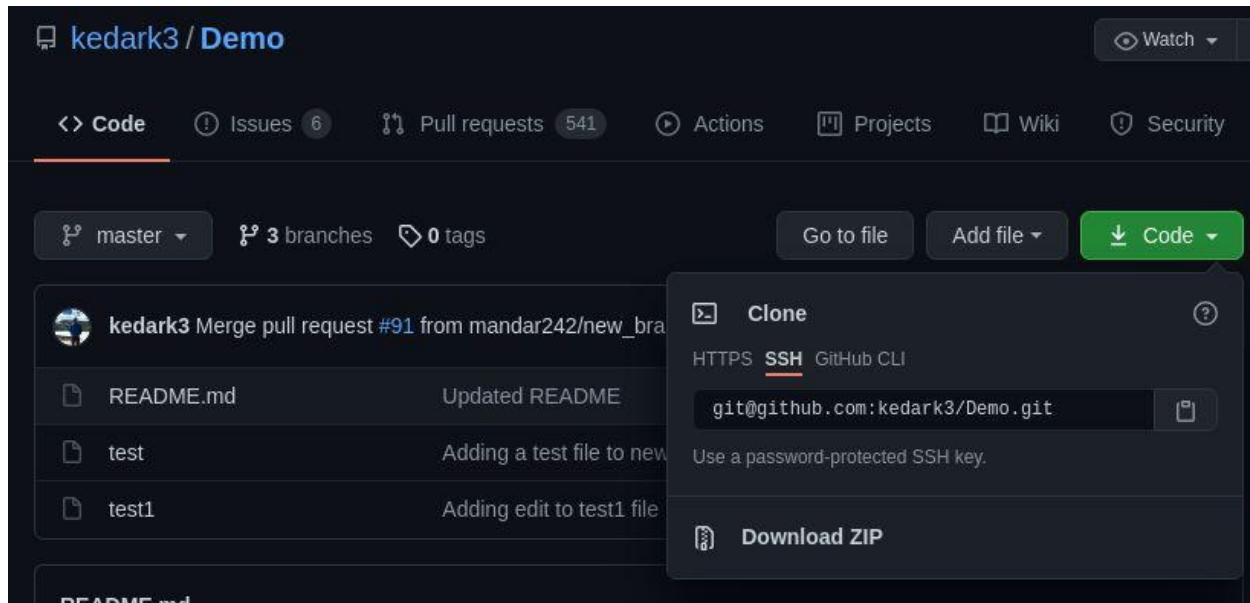 kedark3 / Demo
Watch
Code Issues 6 Pull requests 541 Actions Projects Wiki Security
master 3 branches 0 tags Go to file Add file Code
kedark3 Merge pull request #91 from mandar242/new_bra
Clone
HTTPS SSH GitHub CLI
README.md Updated README
git@github.com:kedark3/Demo.git
test Adding a test file to new
Use a password-protected SSH key.
test1 Adding edit to test1 file
Download ZIP
README.md